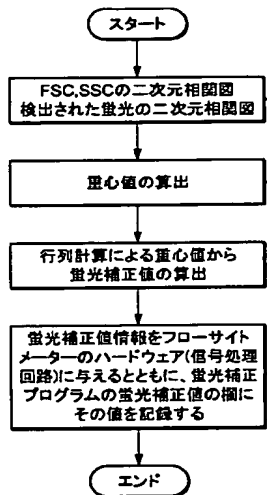 スタート
FSC,SSCの二次元相関図
検出された蛍光の二次元相関図
重心値の算出
行列計算による重心値から
蛍光補正値の算出
蛍光補正値情報をフローサイト
メーターのハードウェア(信号処理
回路)に与えるとともに、蛍光補正
プログラムの蛍光補正値の欄に
その値を記録する
エンド